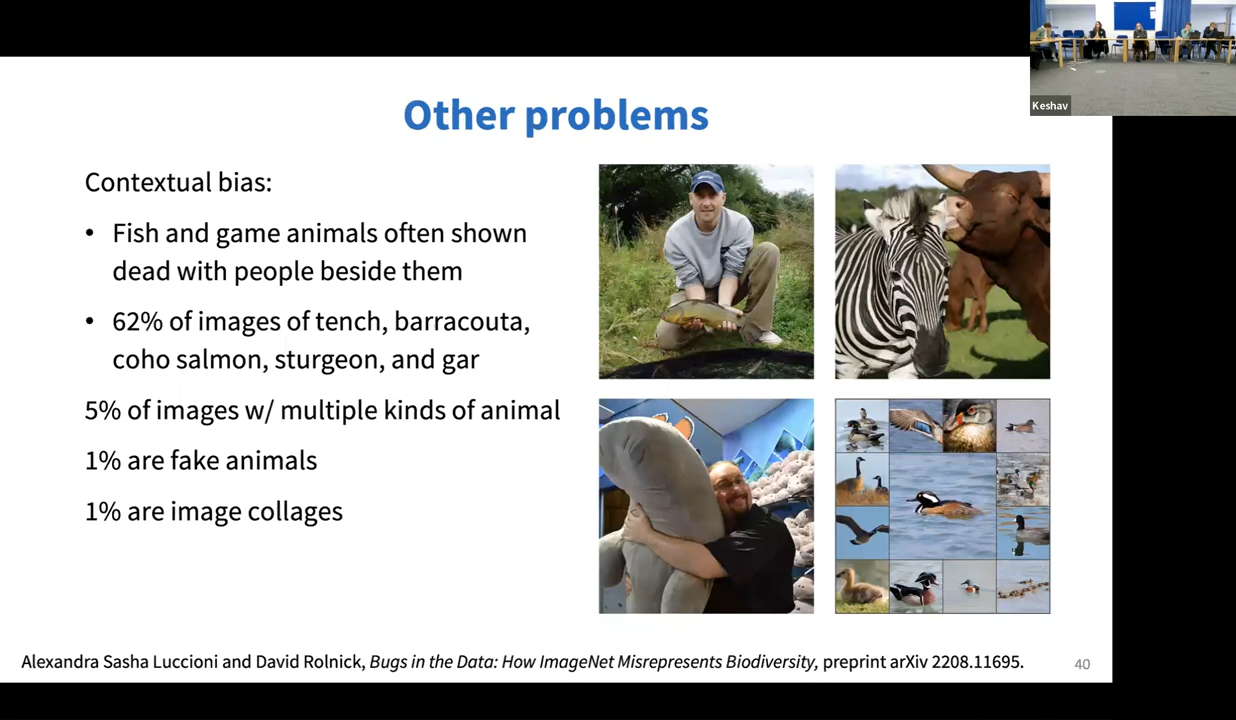 Keshav
Other problems
Contextual bias:
• Fish and game animals often shown
dead with people beside them
• 62% of images of tench, barracouta,
coho salmon, sturgeon, and gar
5% of images w/ multiple kinds of animal
1% are fake animals
1% are image collages
Alexandra Sasha Luccioni and David Rolnick, Bugs in the Data: How ImageNet Misrepresents Biodiversity, preprint arXiv 2208.11695.
40